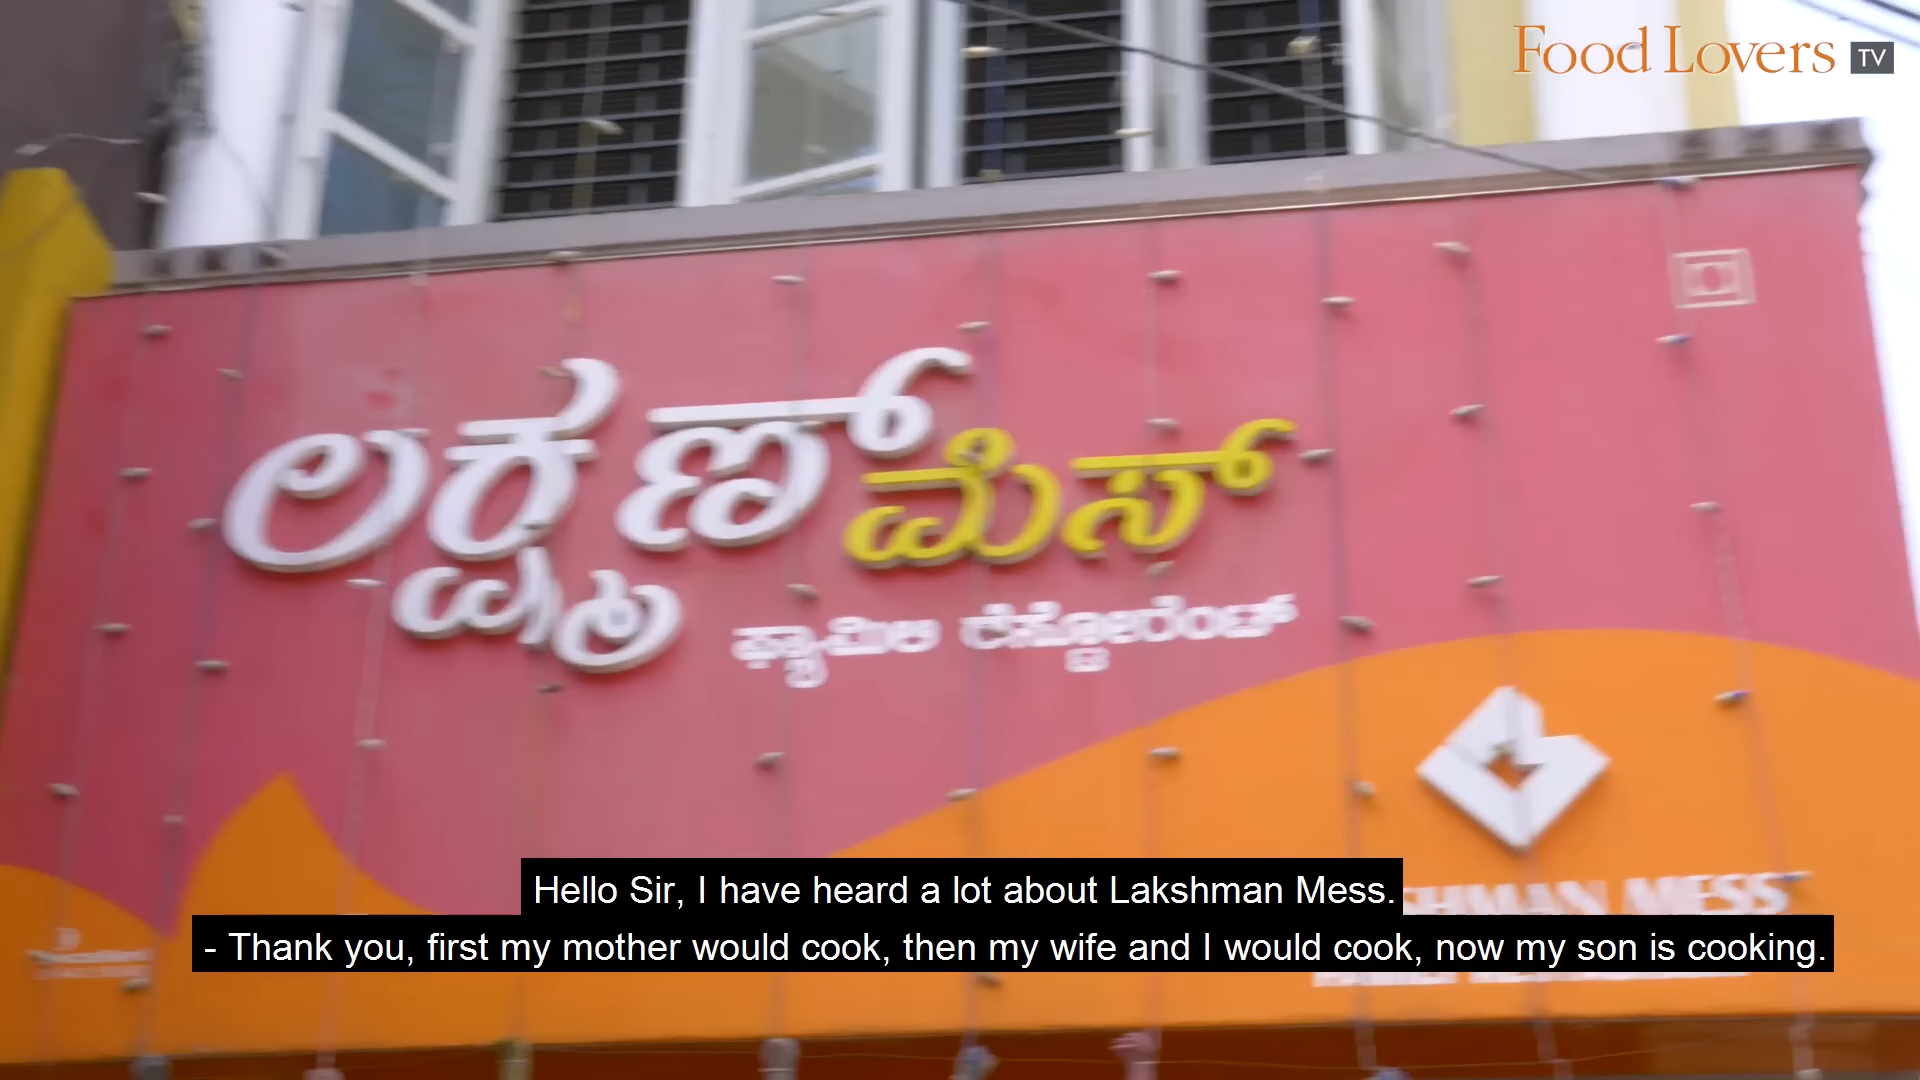 Food Lovers TV
ಲಕ್ಷ್ಮಣ್ ಮೆಸ್
ಫ್ಯಾಮಿಲಿ ರೆಸ್ಟೋರೆಂಟ್
MESS
Hello Sir, I have heard a lot about Lakshman Mess.
- Thank you, first my mother would cook, then my wife and I would cook, now my son is cooking.